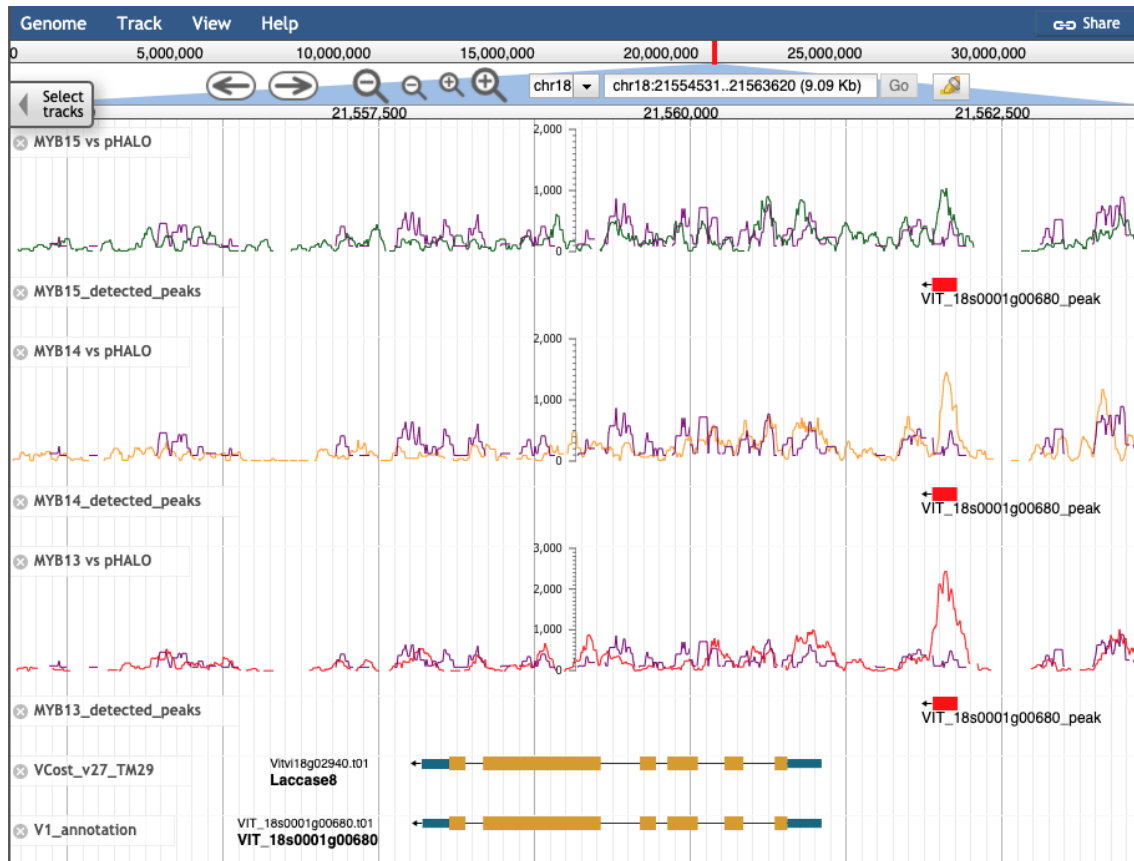 Genome Track View Help Share
0 5,000,000 10,000,000 15,000,000 20,000,000 25,000,000 30,000,000
Select
tracks
chr18 chr18:21554531..21563620 (9.09 Kb) Go
21,557,500 21,560,000 21,562,500
MYB15 vs pHALO
2,000
1,000
0
MYB15_detected_peaks
VIT_18s0001g00680_peak
MYB14 vs pHALO
2,000
1,000
0
MYB14_detected_peaks
VIT_18s0001g00680_peak
MYB13 vs pHALO
3,000
2,000
1,000
0
MYB13_detected_peaks
VIT_18s0001g00680_peak
VCost_v27_TM29
Vitvi18g02940.t01
Laccase8
V1_annotation
VIT_18s0001g00680.t01
VIT_18s0001g00680